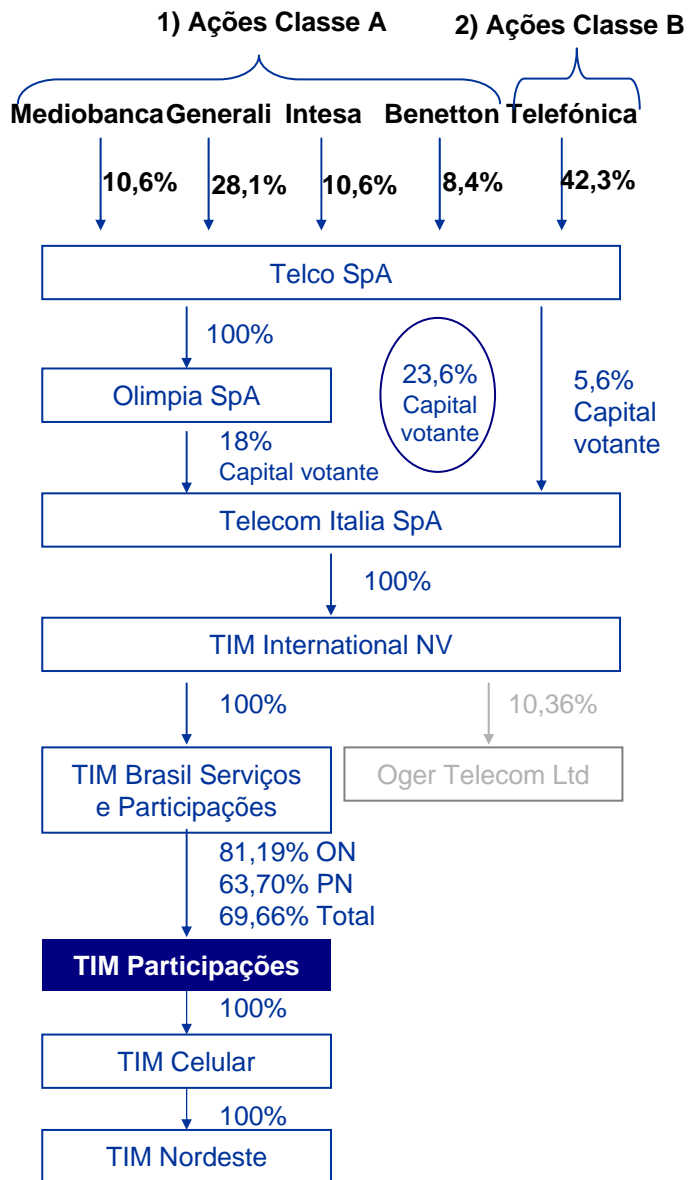 1) Ações Classe A
2) Ações Classe B
Mediobanca Generali Intesa Benetton Telefónica
10,6% 28,1% 10,6% 8,4% 42,3%
Telco SpA
100%
Olimpia SpA
23,6%
Capital
votante
5,6%
Capital
votante
18%
Capital votante
Telecom Italia SpA
100%
TIM International NV
100%
10,36%
TIM Brasil Serviços
e Participações
Oger Telecom Ltd
81,19% ON
63,70% PN
69,66% Total
TIM Participações
100%
TIM Celular
100%
TIM Nordeste